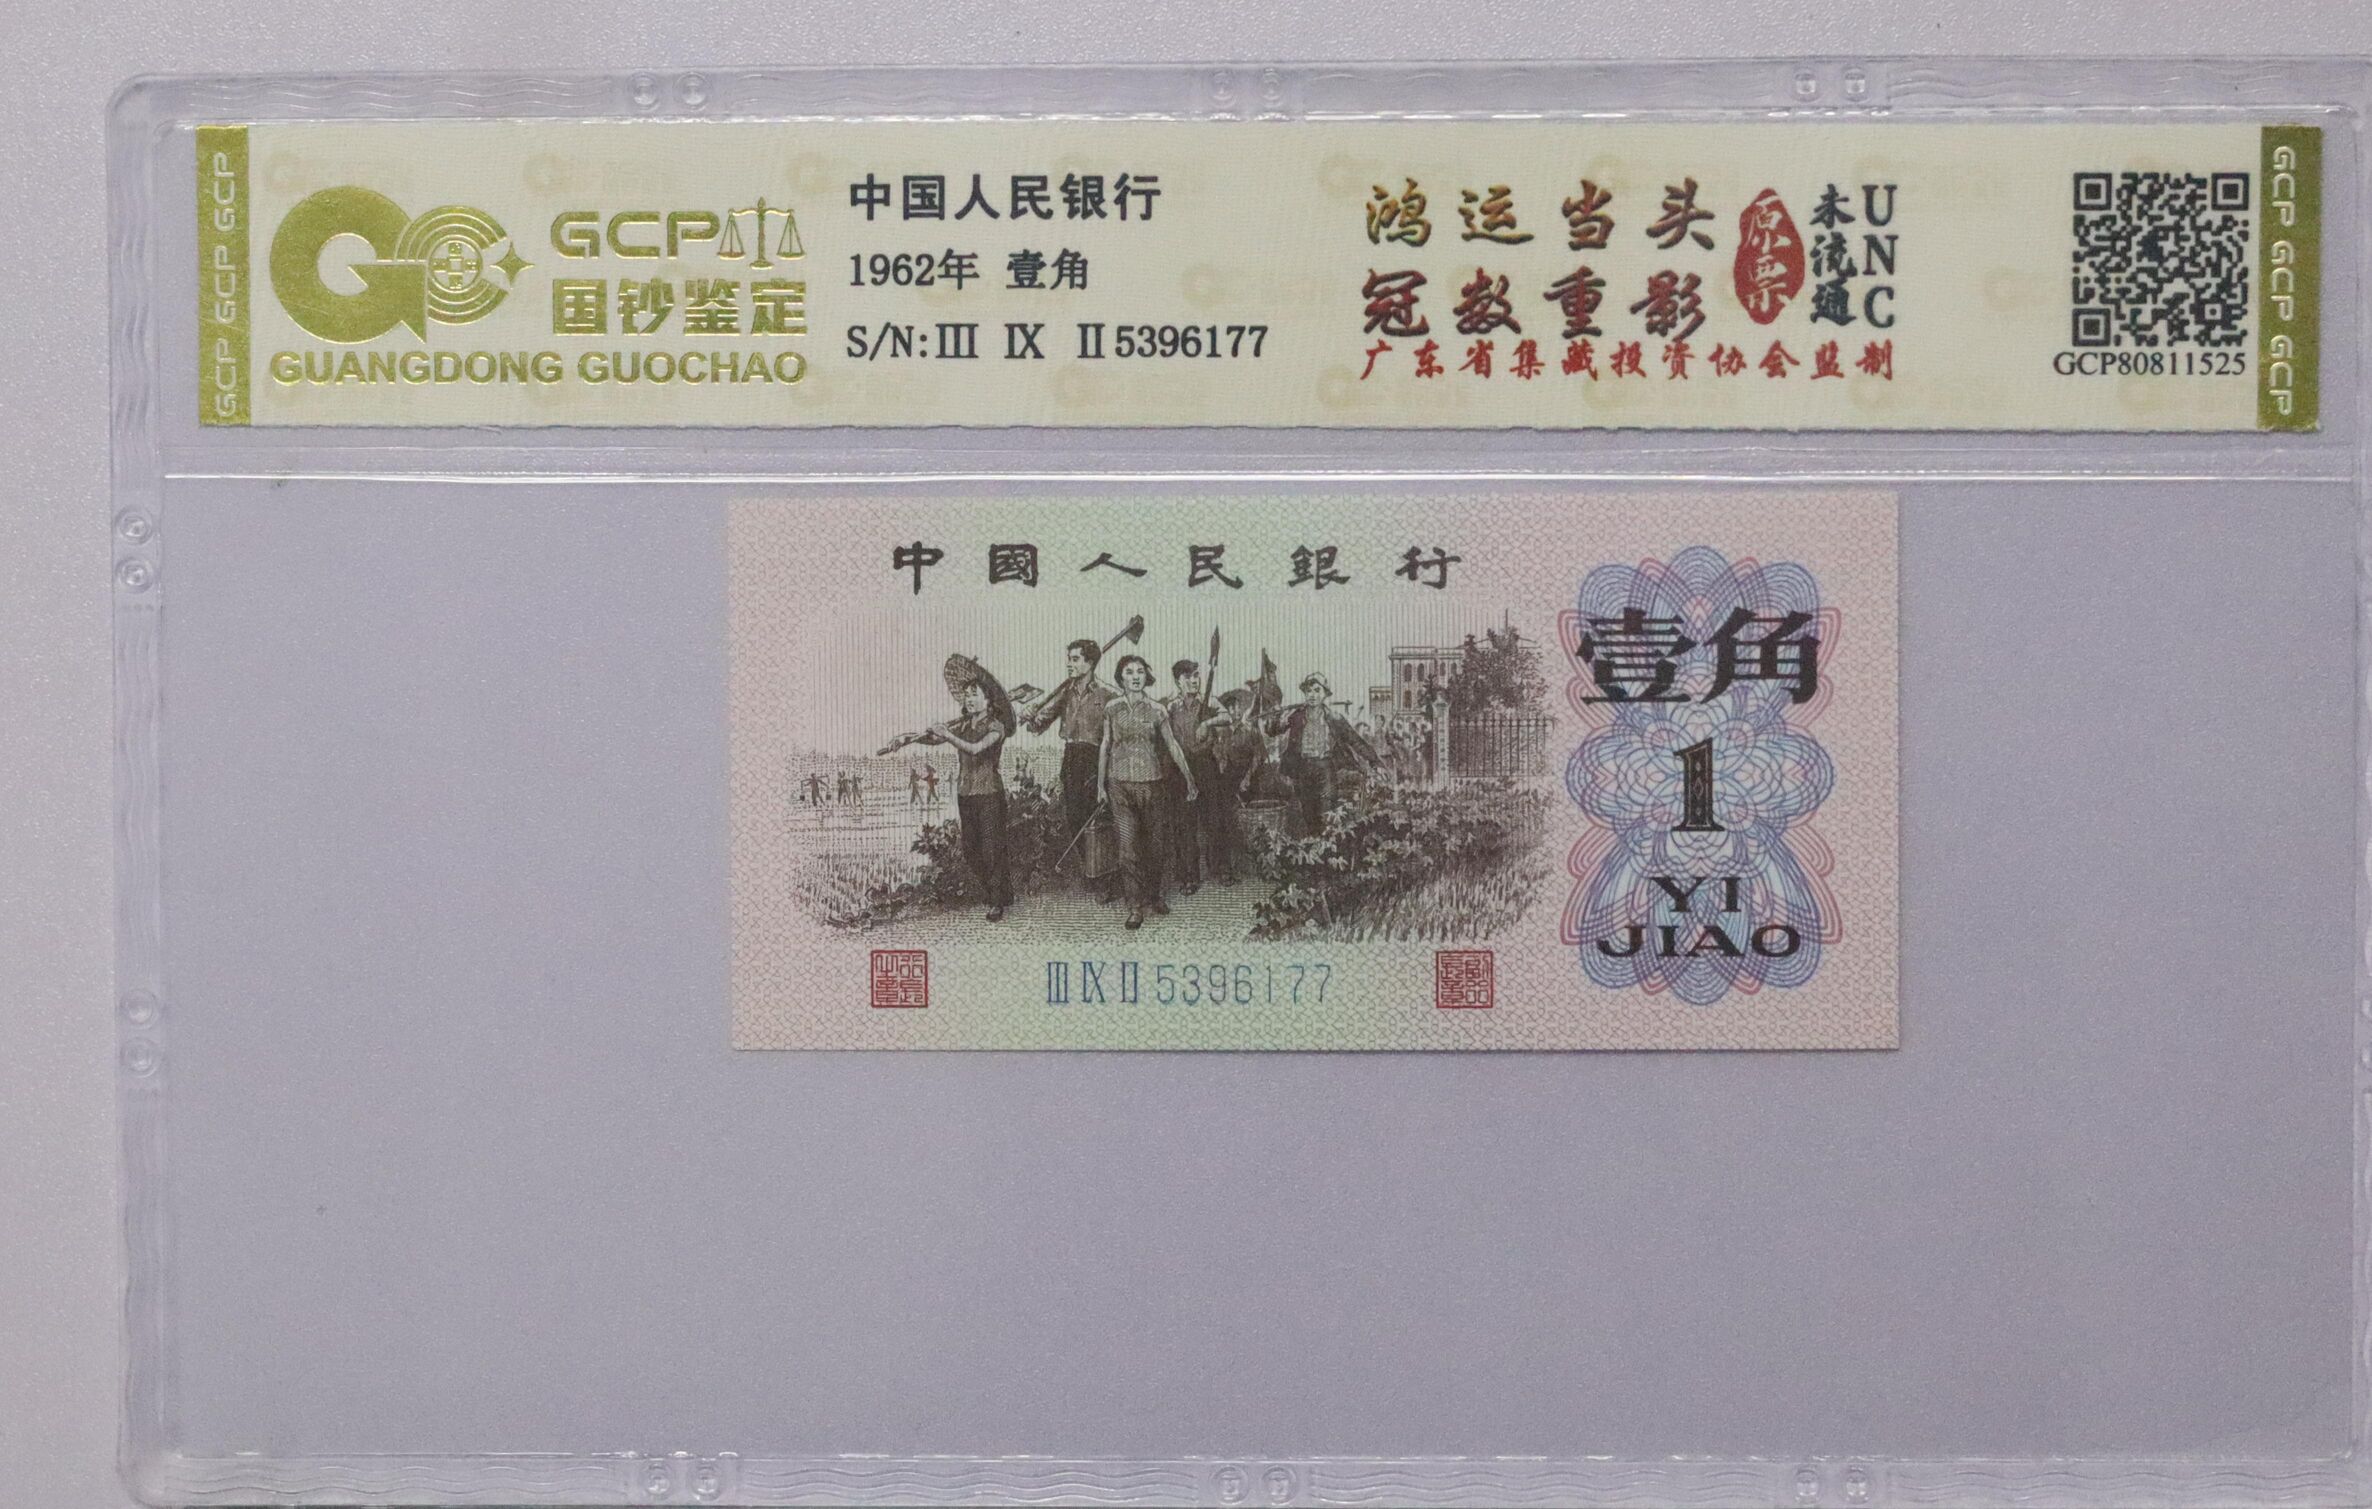 GCP GCP GCP
GCP
国钞鉴定
GUANGDONG GUOCHAO
中国人民银行
1962年 壹角
S/N:Ⅲ Ⅸ Ⅱ5396177
鸿运当头
冠数重影
原票
未流通
UNC
广东省集藏投资协会监制
GCP80811525
GCP GCP GCP
中國人民銀行
壹角
1
YI
JIAO
Ⅲ Ⅸ Ⅱ 5396177